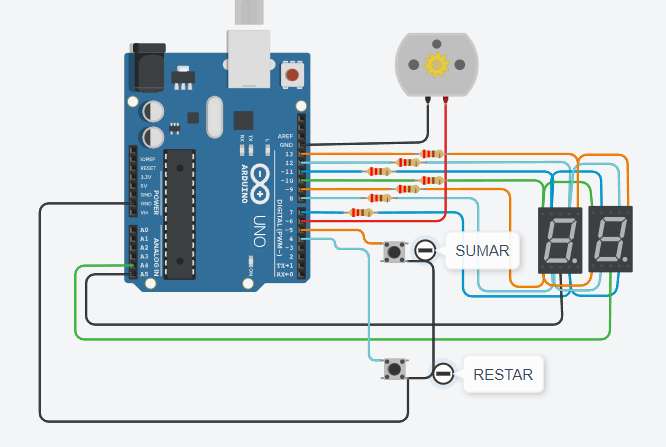 AREF
GND
13
12
~11
~10
~9
8
7
~6
~5
4
~3
2
TX→1
RX←0
DIGITAL (PWM~)
L
TX
RX
ON
ARDUINO
UNO
IOREF
RESET
3.3V
5V
GND
GND
Vin
POWER
A0
A1
A2
A3
A4
A5
ANALOG IN
SUMAR
RESTAR